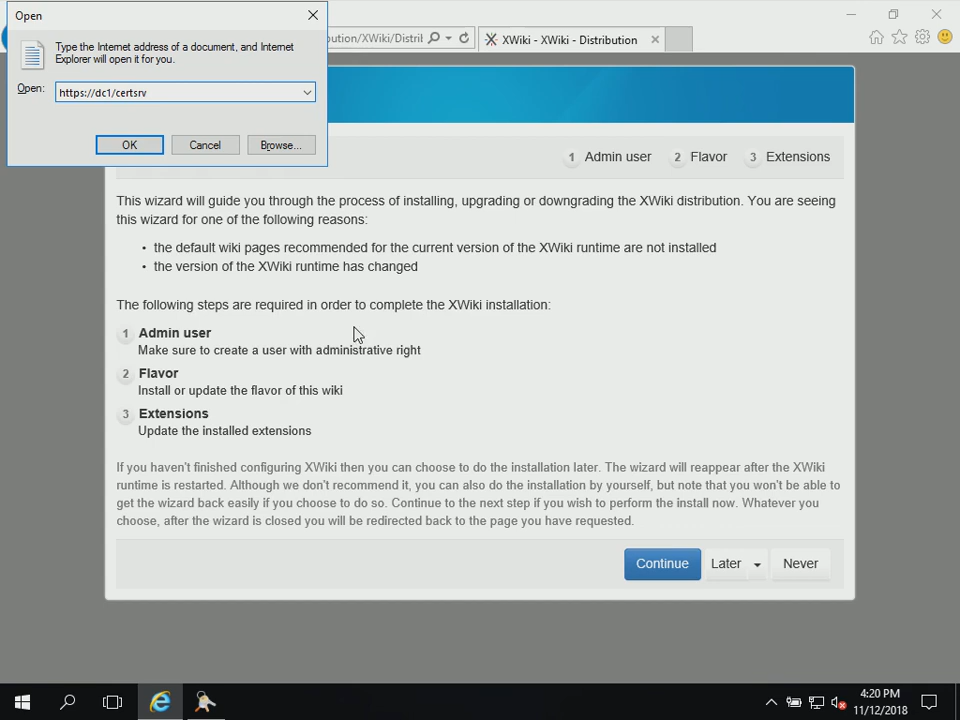 Open
Type the Internet address of a document, and Internet
Explorer will open it for you.
Open:
https://dc1/certsrv
OK
Cancel
Browse...
ution/XWiki/Distril
XWiki - XWiki - Distribution
1 Admin user 2 Flavor 3 Extensions
This wizard will guide you through the process of installing, upgrading or downgrading the XWiki distribution. You are seeing
this wizard for one of the following reasons:
• the default wiki pages recommended for the current version of the XWiki runtime are not installed
• the version of the XWiki runtime has changed
The following steps are required in order to complete the XWiki installation:
1 Admin user
Make sure to create a user with administrative right
2 Flavor
Install or update the flavor of this wiki
3 Extensions
Update the installed extensions
If you haven't finished configuring XWiki then you can choose to do the installation later. The wizard will reappear after the XWiki
runtime is restarted. Although we don't recommend it, you can also do the installation by yourself, but note that you won't be able to
get the wizard back easily if you choose to do so. Continue to the next step if you wish to perform the install now. Whatever you
choose, after the wizard is closed you will be redirected back to the page you have requested.
Continue
Later
Never
4:20 PM
11/12/2018